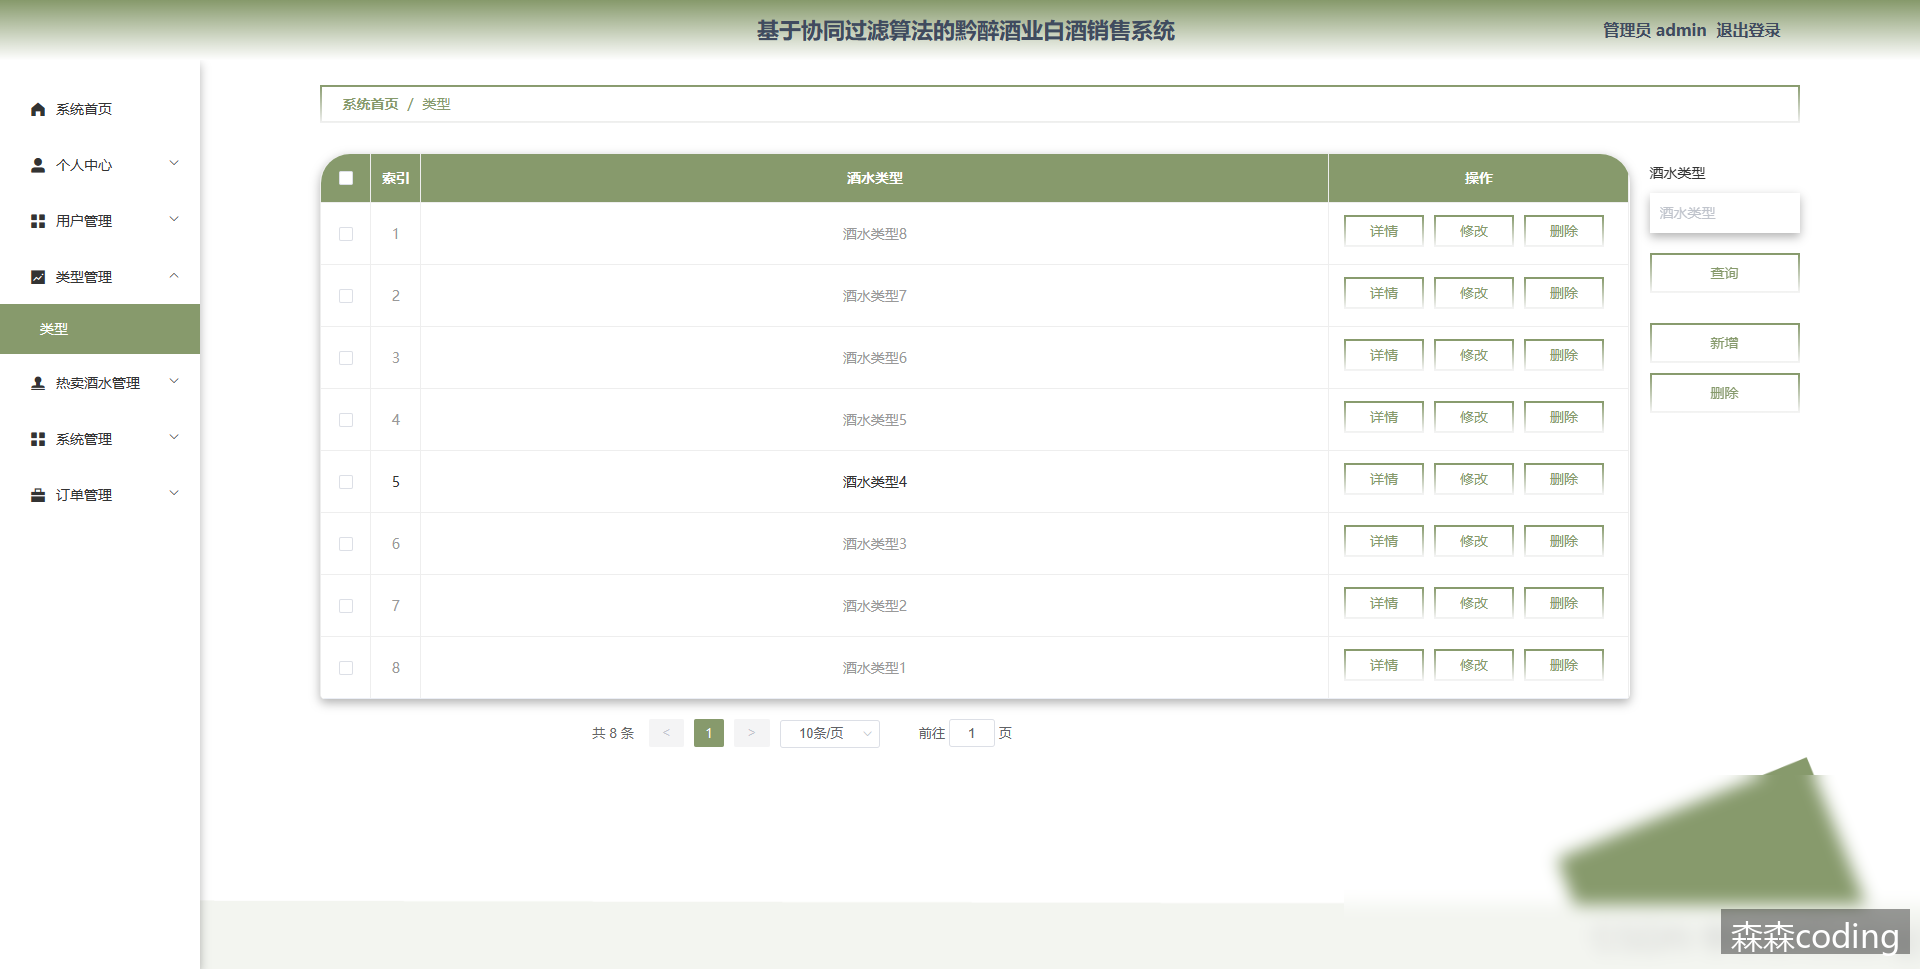 基于协同过滤算法的黔醉酒业白酒销售系统
管理员 admin 退出登录
系统首页
个人中心
用户管理
类型管理
类型
热卖酒水管理
系统管理
订单管理
系统首页 / 类型
索引 酒水类型 操作
1 酒水类型8 详情 修改 删除
2 酒水类型7 详情 修改 删除
3 酒水类型6 详情 修改 删除
4 酒水类型5 详情 修改 删除
5 酒水类型4 详情 修改 删除
6 酒水类型3 详情 修改 删除
7 酒水类型2 详情 修改 删除
8 酒水类型1 详情 修改 删除
共 8 条 < 1 > 10条/页 前往 1 页
酒水类型
酒水类型
查询
新增
删除
森森coding